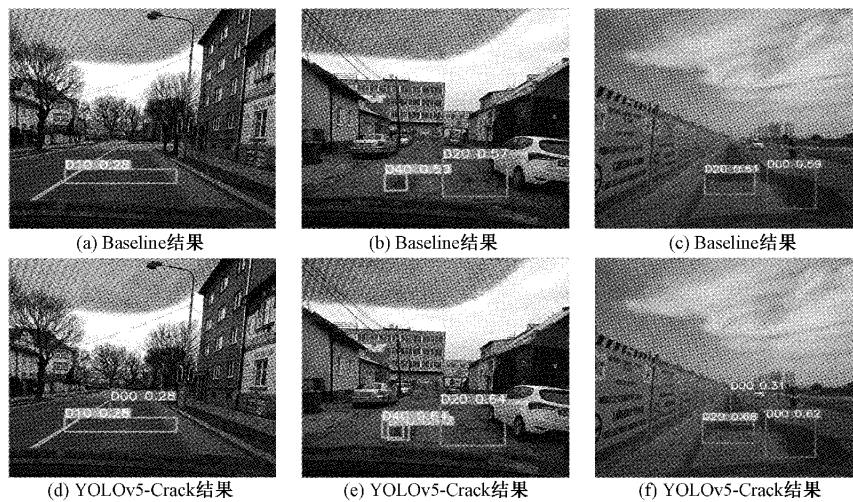 D10 0.28
D40 0.53
D20 0.57
D20 0.51
D00 0.59
(a) Baseline结果
(b) Baseline结果
(c) Baseline结果
D00 0.28
D10 0.28
D40 0.64
D20 0.54
D00 0.31
D20 0.68
D00 0.62
(d) YOLOv5-Crack结果
(e) YOLOv5-Crack结果
(f) YOLOv5-Crack结果